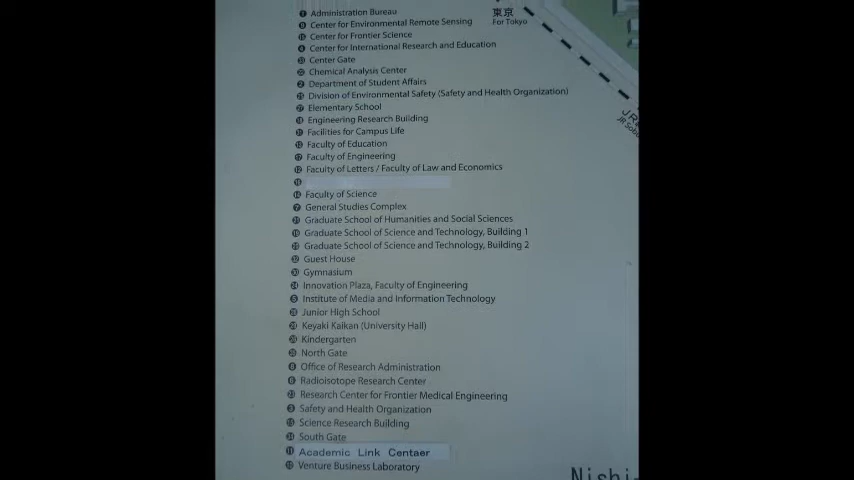 Administration Bureau
東京
For Tokyo
Center for Environmental Remote Sensing
Center for Frontier Science
Center for International Research and Education
Center Gate
Chemical Analysis Center
Department of Student Affairs
Division of Environmental Safety (Safety and Health Organization)
Elementary School
Engineering Research Building
Facilities for Campus Life
Faculty of Education
Faculty of Engineering
Faculty of Letters / Faculty of Law and Economics
Faculty of Science
General Studies Complex
Graduate School of Humanities and Social Sciences
Graduate School of Science and Technology, Building 1
Graduate School of Science and Technology, Building 2
Guest House
Gymnasium
Innovation Plaza, Faculty of Engineering
Institute of Media and Information Technology
Junior High School
Keyaki Kaikan (University Hall)
Kindergarten
North Gate
Office of Research Administration
Radioisotope Research Center
Research Center for Frontier Medical Engineering
Safety and Health Organization
Science Research Building
South Gate
Academic Link Centaer
Venture Business Laboratory
Nishi-